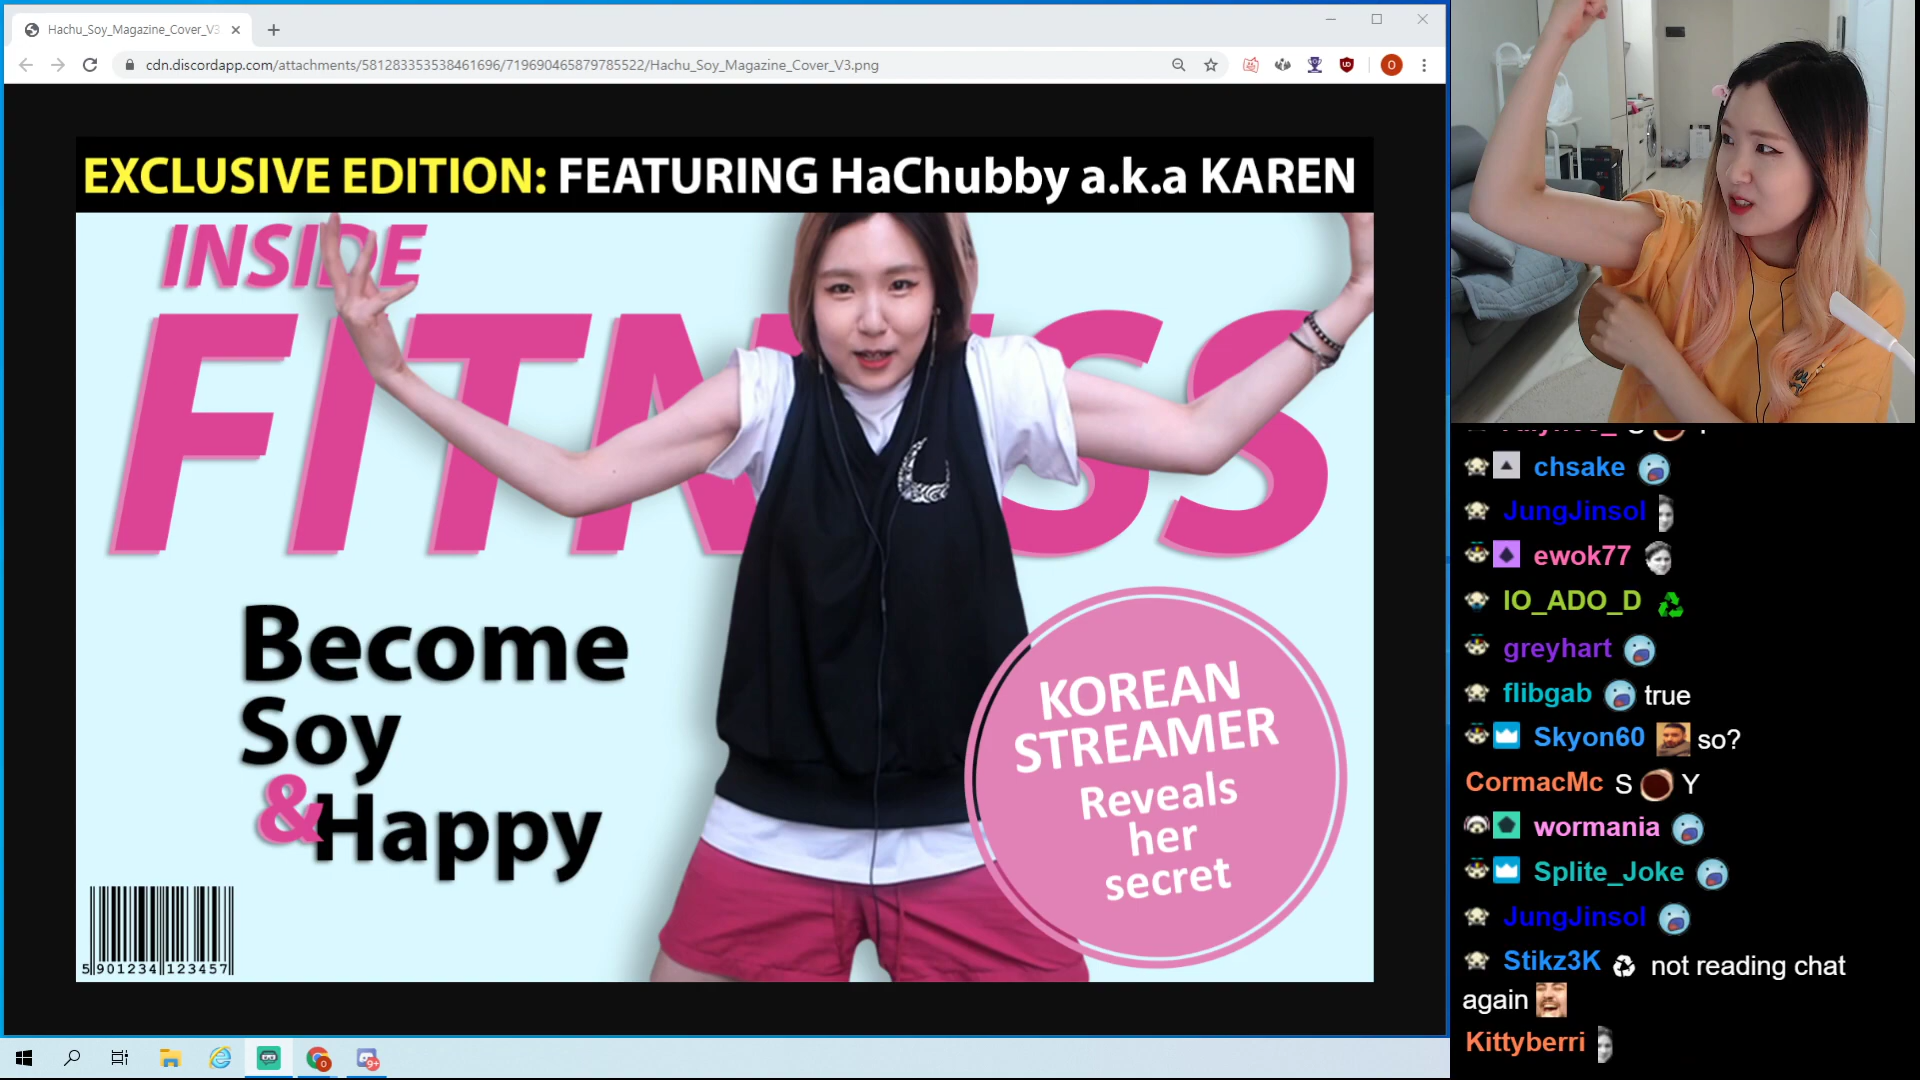 Hachu_Soy_Magazine_Cover_V3
cdn.discordapp.com/attachments/581283353538461696/719690465879785522/Hachu_Soy_Magazine_Cover_V3.png
O
EXCLUSIVE EDITION: FEATURING HaChubby a.k.a KAREN
INSIDE
FITNESS
Become
Soy
&Happy
KOREAN
STREAMER
Reveals
her
secret
5 901234 123457
chsake
JungJinsol
ewok77
IO_ADO_D
greyhart
flibgab true
Skyon60 so?
CormacMc S Y
wormania
Splite_Joke
JungJinsol
Stikz3K not reading chat
again
Kittyberri
9+